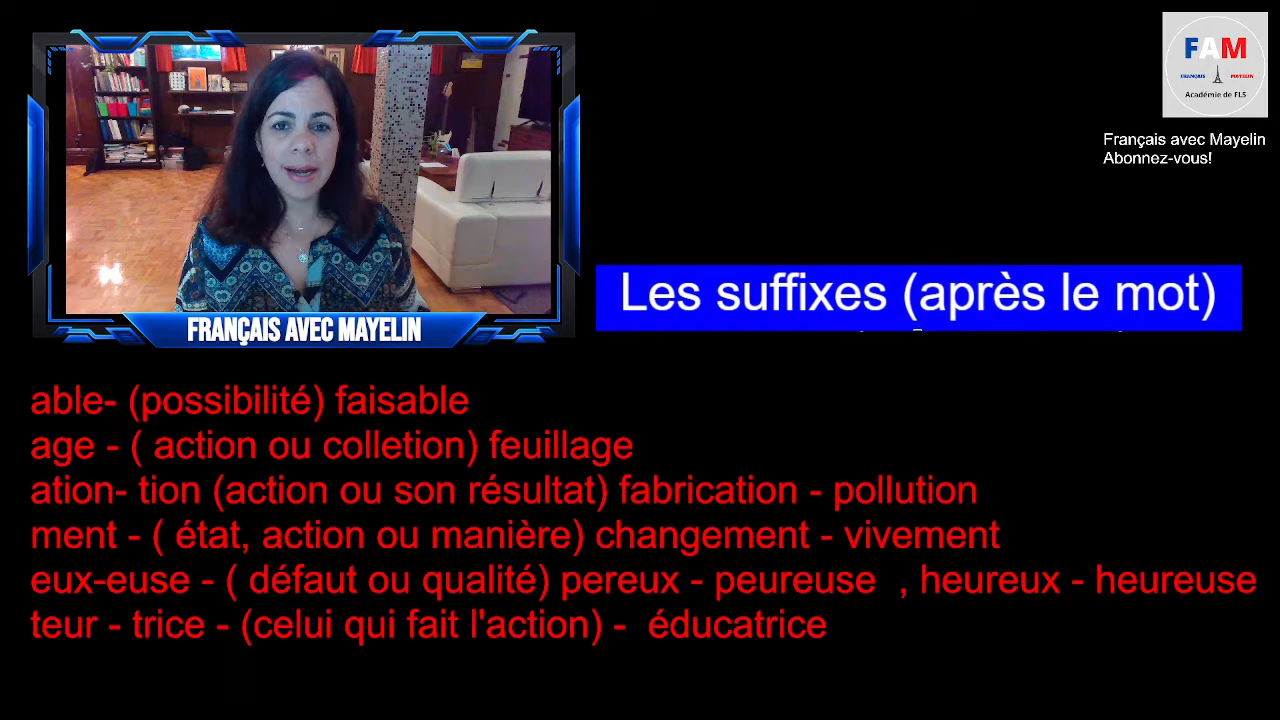 FAM
FRANÇAIS MAYELIN
Académie de FLS
Français avec Mayelin
Abonnez-vous!
Les suffixes (après le mot)
FRANÇAIS AVEC MAYELIN
able- (possibilité) faisable
age - ( action ou colletion) feuillage
ation- tion (action ou son résultat) fabrication - pollution
ment - ( état, action ou manière) changement - vivement
eux-euse - ( défaut ou qualité) pereux - peureuse , heureux - heureuse
teur - trice - (celui qui fait l'action) - éducatrice